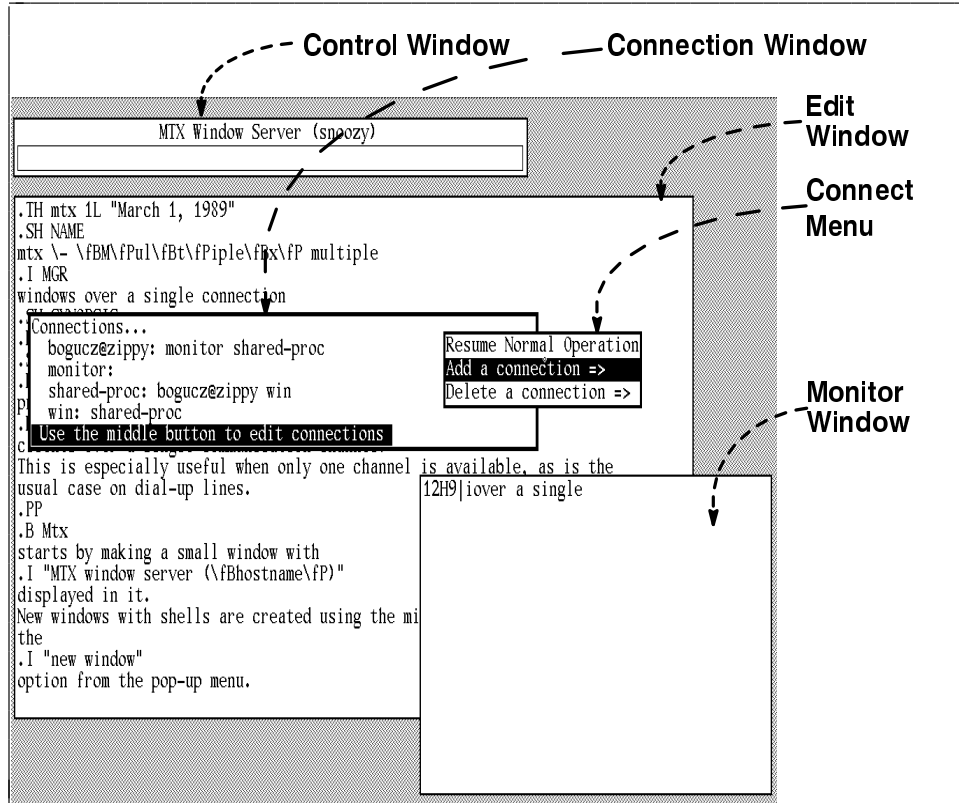 Control Window
Connection Window
Edit
Window
Connect
Menu
Monitor
Window
MTX Window Server (snoozy)
.TH mtx 1L "March 1, 1989"
.SH NAME
mtx \- \fBM\fPul\fBt\fPiple\fBx\fP multiple
.I MGR
windows over a single connection
Connections...
bogucz@zippy: monitor shared-proc
monitor:
shared-proc: bogucz@zippy win
win: shared-proc
Use the middle button to edit connections
Resume Normal Operation
Add a connection =>
Delete a connection =>
This is especially useful when only one channel is available, as is the
usual case on dial-up lines.
.PP
.B Mtx
starts by making a small window with
.I "MTX window server (\fBhostname\fP)"
displayed in it.
New windows with shells are created using the mi
the
.I "new window"
option from the pop-up menu.
12H9|iover a single